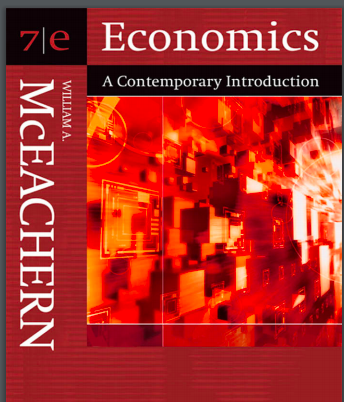 7|e
Economics
A Contemporary Introduction
WILLIAM A.
McEACHERN